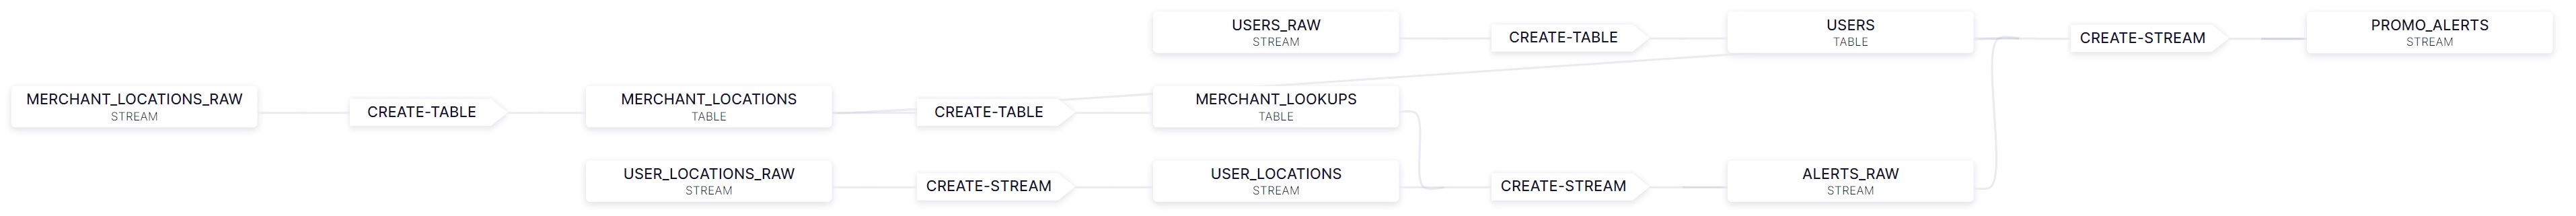 USERS_RAW
STREAM
CREATE-TABLE
USERS
TABLE
CREATE-STREAM
PROMO_ALERTS
STREAM
MERCHANT_LOCATIONS_RAW
STREAM
CREATE-TABLE
MERCHANT_LOCATIONS
TABLE
CREATE-TABLE
MERCHANT_LOOKUPS
TABLE
USER_LOCATIONS_RAW
STREAM
CREATE-STREAM
USER_LOCATIONS
STREAM
CREATE-STREAM
ALERTS_RAW
STREAM